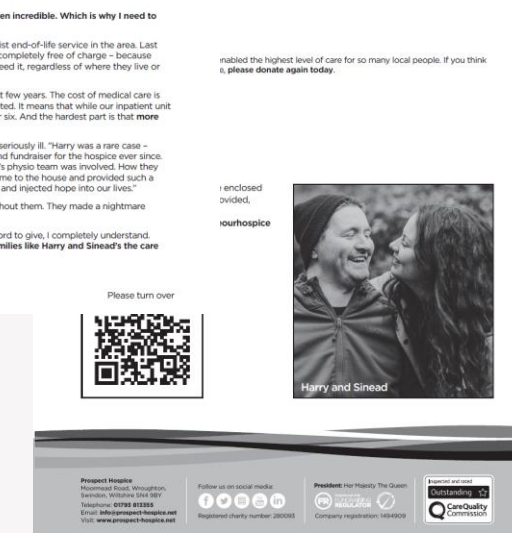 en incredible. Which is why I need to
ist end-of-life service in the area. Last
completely free of charge – because
eed it, regardless of where they live or
t few years. The cost of medical care is
ted. It means that while our inpatient unit
r six. And the hardest part is that more
seriously ill. "Harry was a rare case –
nd fundraiser for the hospice ever since.
's physio team was involved. How they
me to the house and provided such a
and injected hope into our lives."
hout them. They made a nightmare
ord to give, I completely understand.
milies like Harry and Sinead's the care
Please turn over
nabled the highest level of care for so many local people. If you think
e, please donate again today.
e enclosed
ovided,
ourhospice
Harry and Sinead
Prospect Hospice
Moormead Road, Wroughton,
Swindon, Wiltshire SN4 9BY
Telephone: 01793 813355
Email: info@prospect-hospice.net
Visit: www.prospect-hospice.net
Follow us on social media:
Registered charity number: 280093
President: Her Majesty The Queen
FR
FUNDRAISING
REGULATOR
Company registration: 1494909
Inspected and rated
Outstanding
CareQuality
Commission